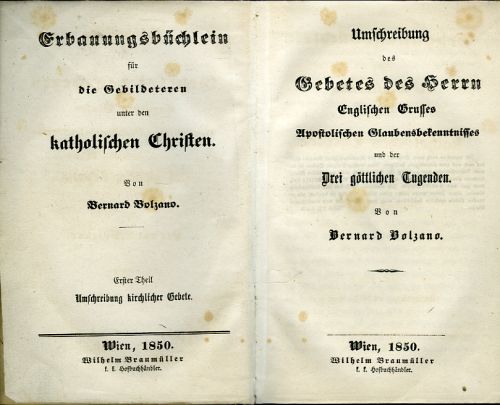 Erbauungsbüchlein
für
die Gebildeteren
unter den
katholischen Christen.
Von
Bernard Bolzano.
Erster Theil
Umschreibung kirchlicher Gebete.
Wien, 1850.
Wilhelm Braumüller
k. k. Hofbuchhändler.
Umschreibung
des
Gebetes des Herrn
Englischen Grusses
Apostolischen Glaubensbekenntnisses
und der
Drei göttlichen Tugenden.
Von
Bernard Bolzano.
Wien, 1850.
Wilhelm Braumüller
k. k. Hofbuchhändler.